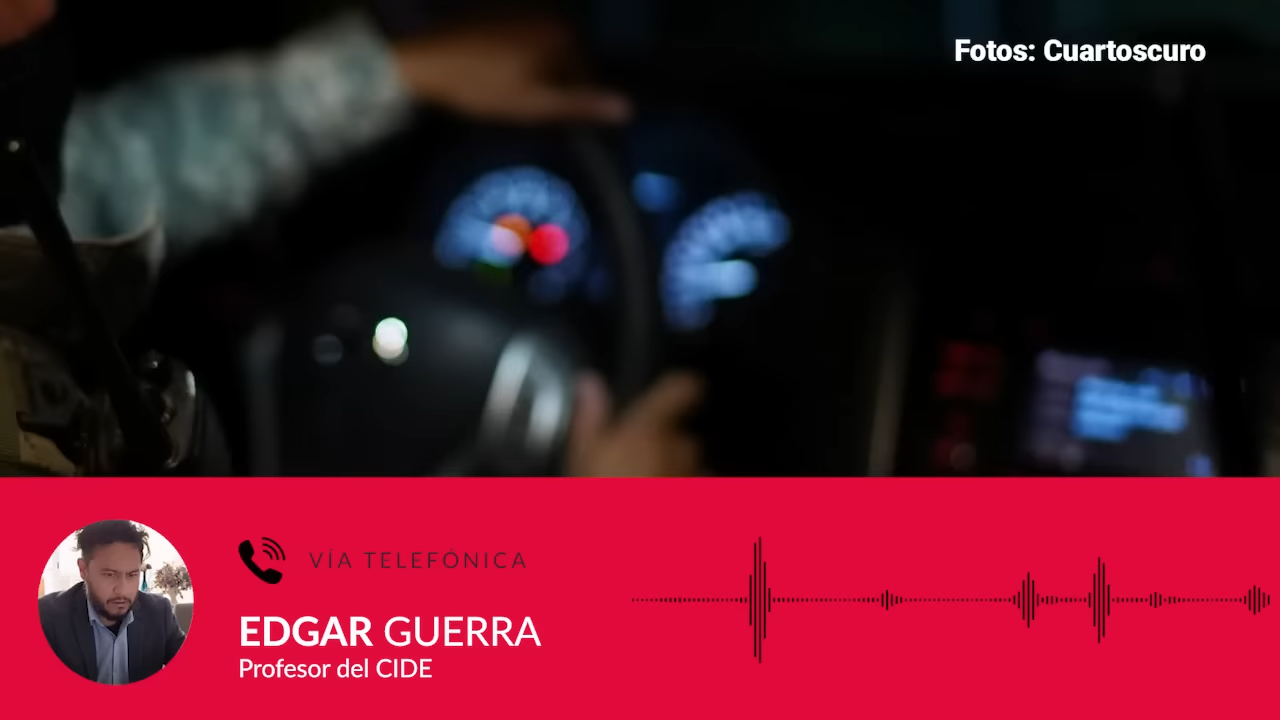 Fotos: Cuartoscuro
VÍA TELEFÓNICA
EDGAR GUERRA
Profesor del CIDE